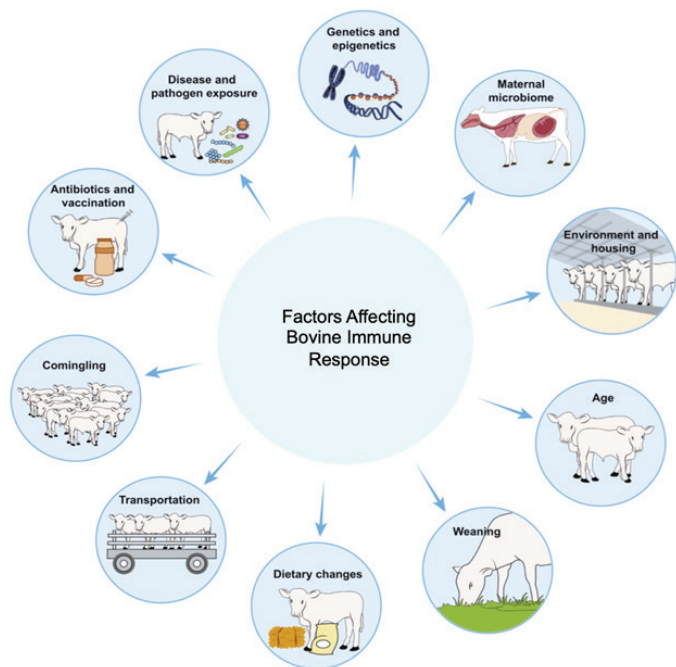 Genetics and
epigenetics
Disease and
pathogen exposure
Maternal
microbiome
Antibiotics and
vaccination
Environment and
housing
Factors Affecting
Bovine Immune
Response
Comingling
Age
Transportation
Weaning
Dietary changes